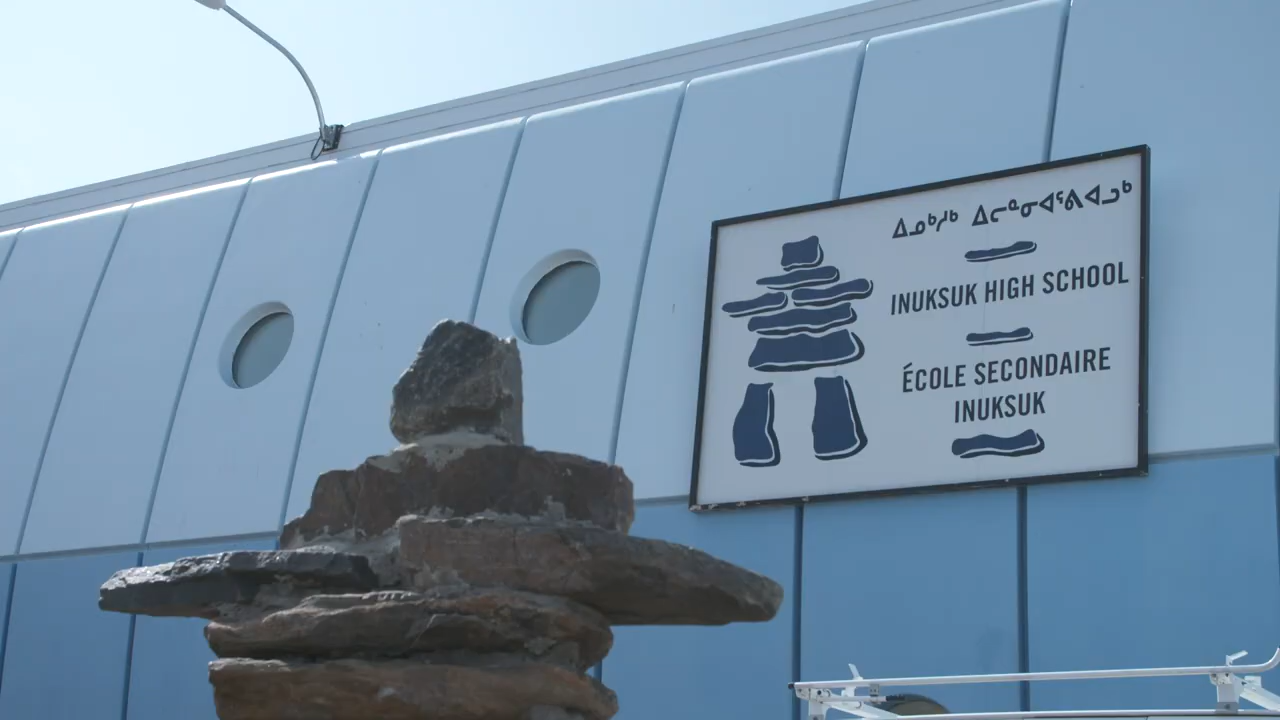 ᐃᓄᒃᓱᒃ ᐃᓕᓐᓂᐊᕐᕕᐊᓗᒃ
INUKSUK HIGH SCHOOL
ÉCOLE SECONDAIRE
INUKSUK